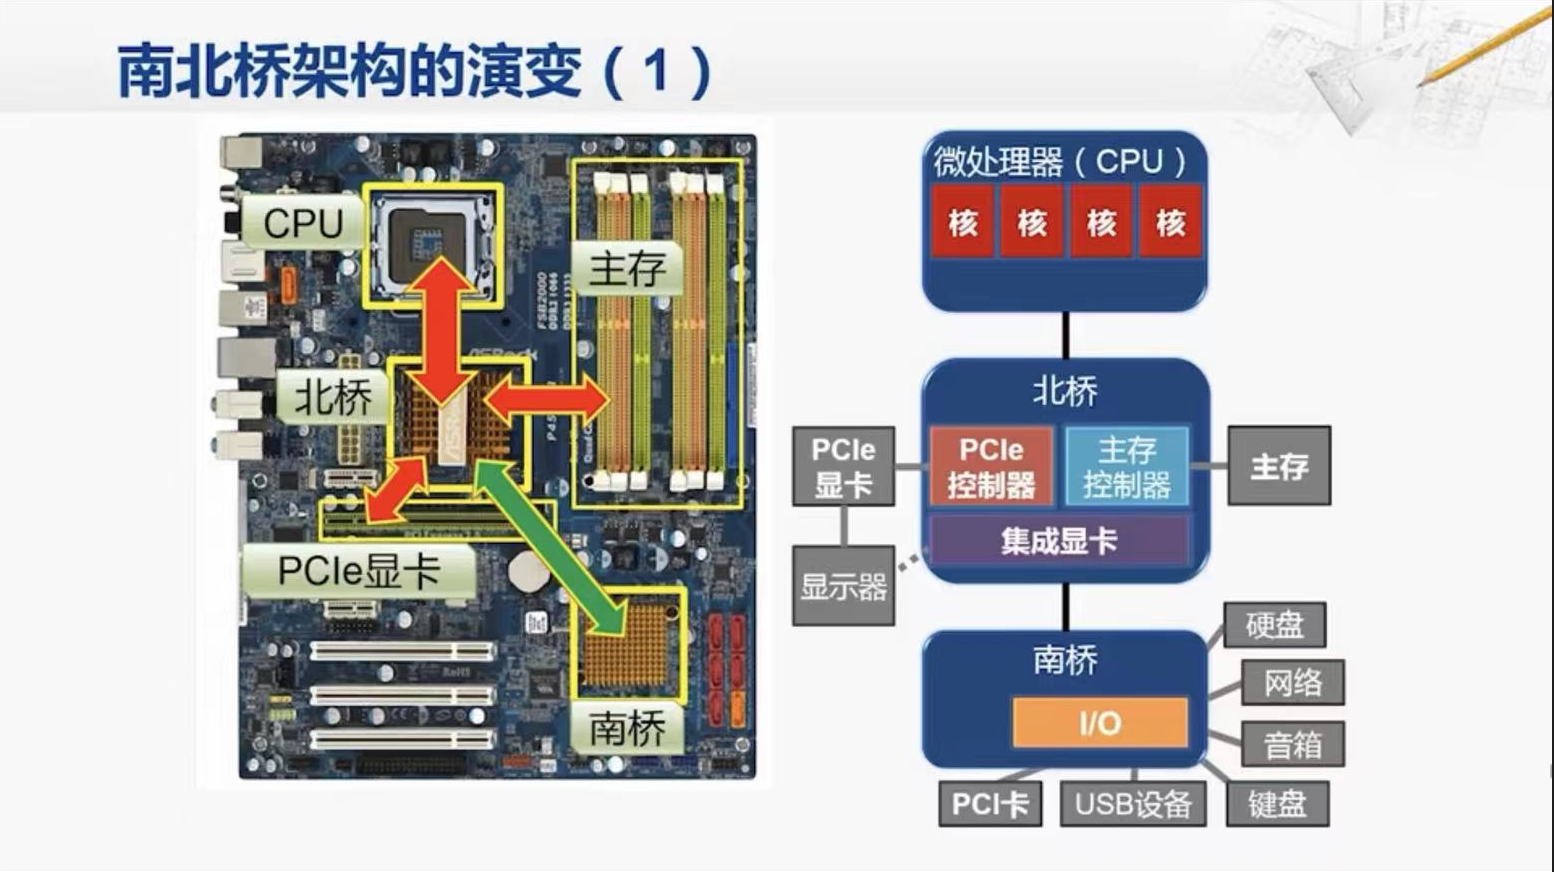 南北桥架构的演变（1）
CPU
主存
北桥
PCIe显卡
南桥
FSB2000
RoHS
微处理器（CPU）
核 核 核 核
北桥
PCIe
显卡
PCIe
控制器
主存
控制器
主存
集成显卡
显示器
南桥
I/O
硬盘
网络
音箱
键盘
PCI卡
USB设备